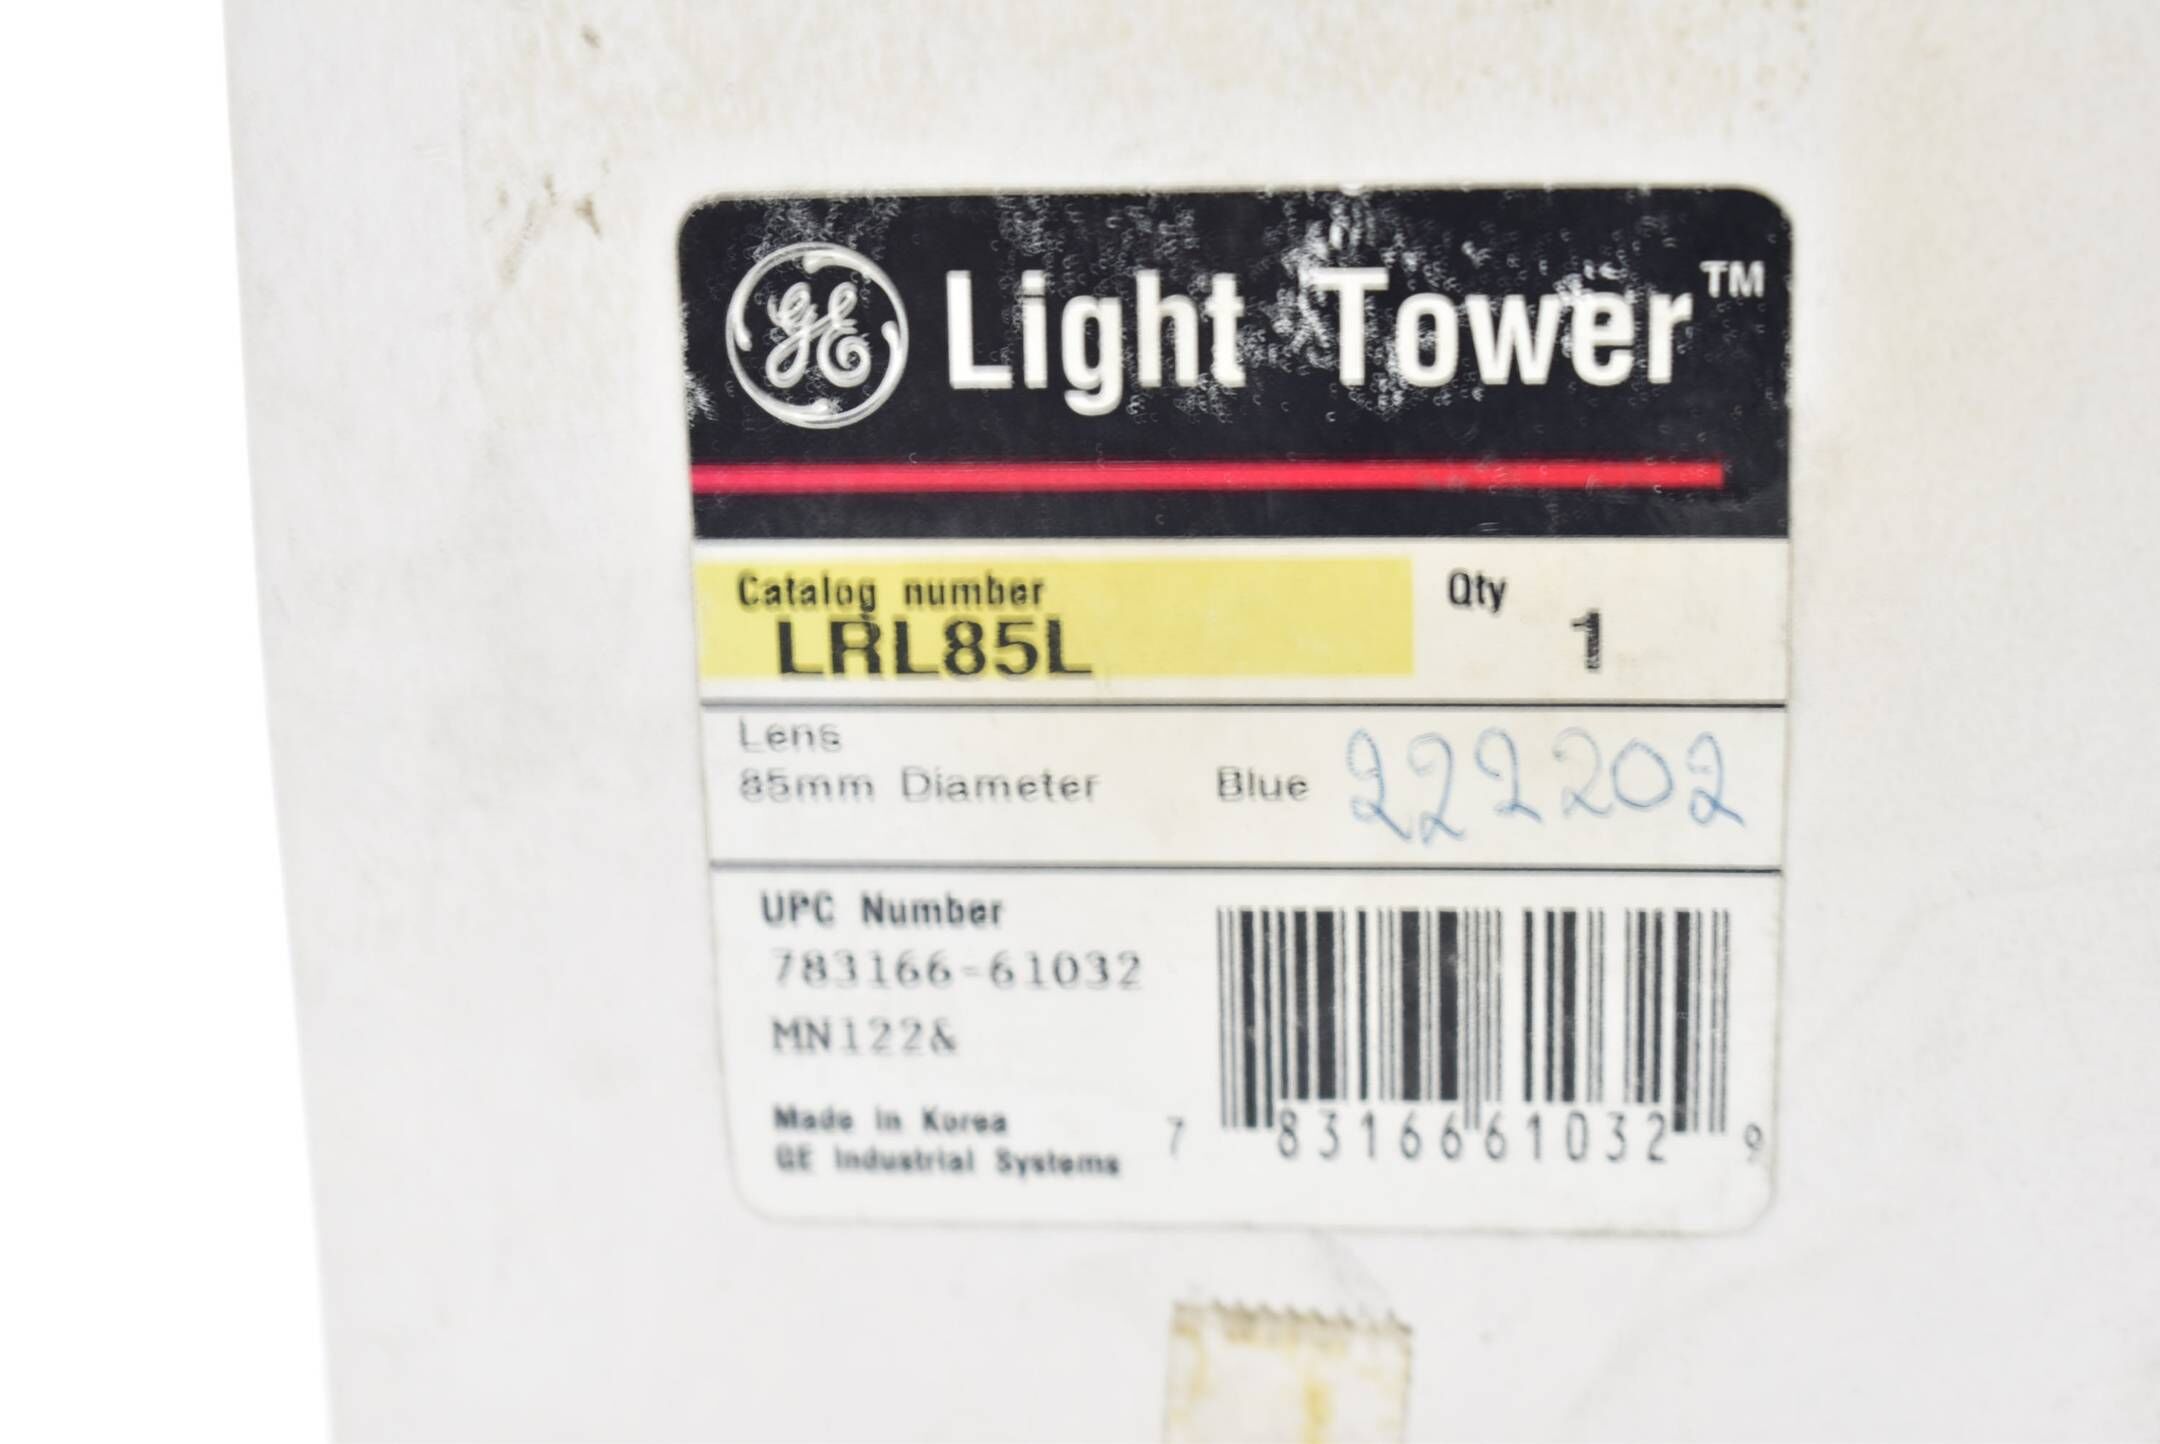 GE Light Tower™
Catalog number Qty
LRL85L 1
Lens
85mm Diameter Blue 222202
UPC Number
783166-61032
MN122&
Made in Korea
GE Industrial Systems
7 83166 61032 9